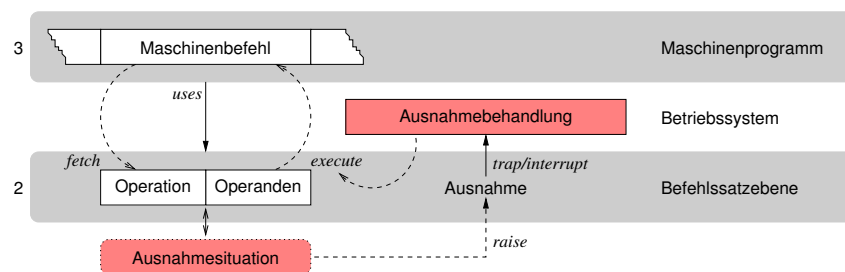 3 Maschinenbefehl Maschinenprogramm
uses
Ausnahmebehandlung Betriebssystem
fetch execute trap/interrupt
2 Operation Operanden Ausnahme Befehlssatzebene
raise
Ausnahmesituation